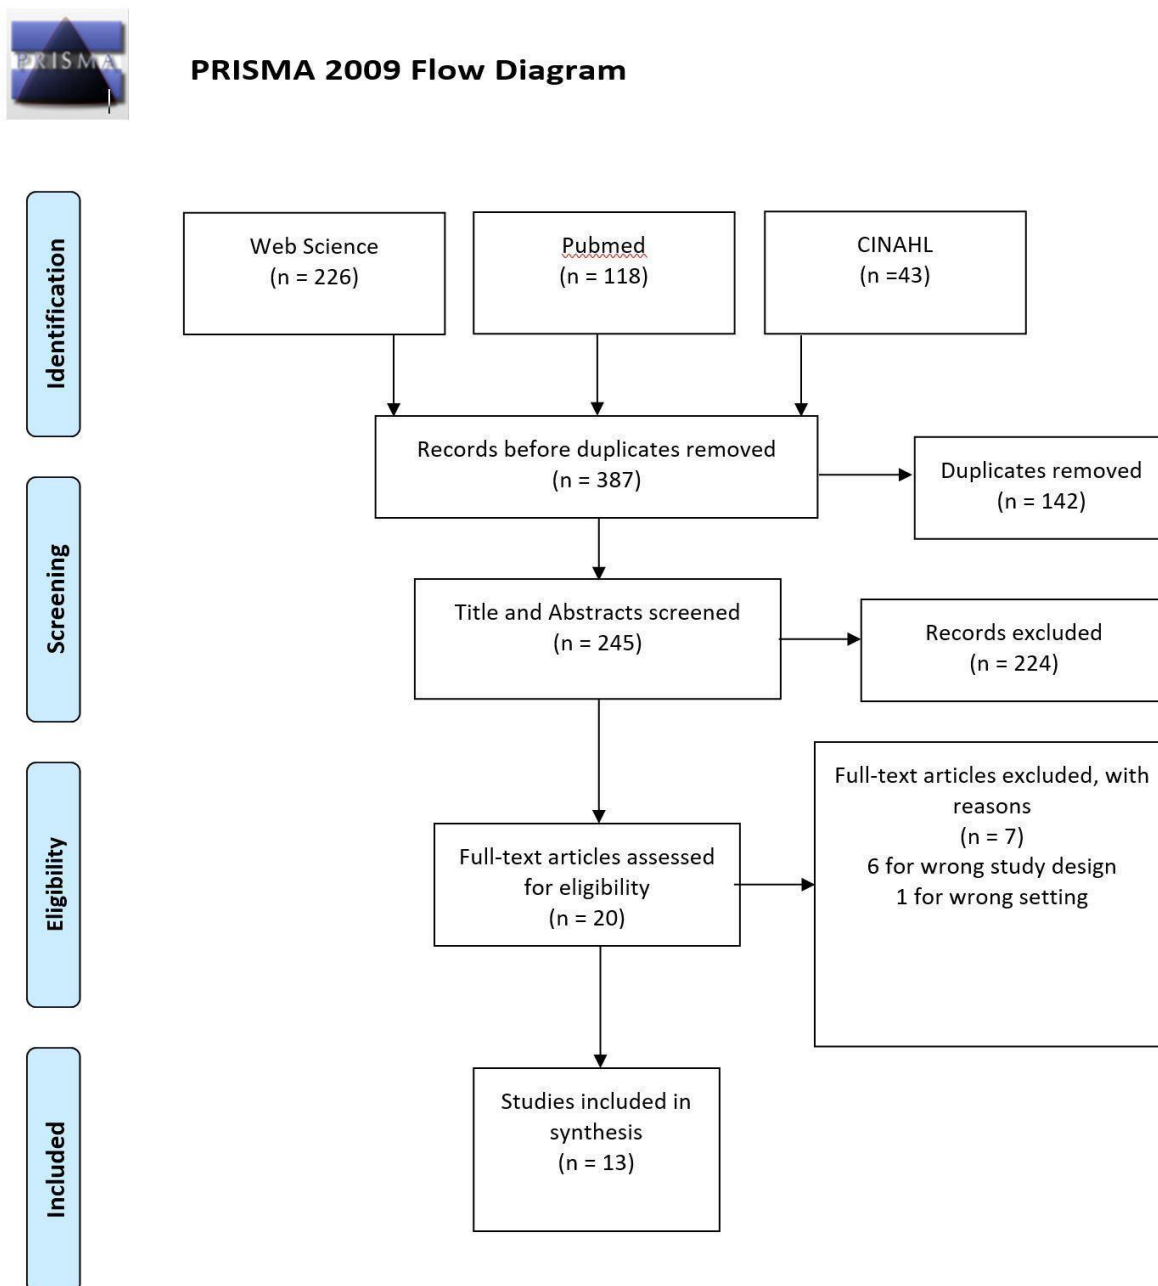 PRISMA
PRISMA 2009 Flow Diagram
Identification
Web Science
(n = 226)
Pubmed
(n = 118)
CINAHL
(n =43)
Records before duplicates removed
(n = 387)
Duplicates removed
(n = 142)
Screening
Title and Abstracts screened
(n = 245)
Records excluded
(n = 224)
Eligibility
Full-text articles assessed
for eligibility
(n = 20)
Full-text articles excluded, with
reasons
(n = 7)
6 for wrong study design
1 for wrong setting
Included
Studies included in
synthesis
(n = 13)